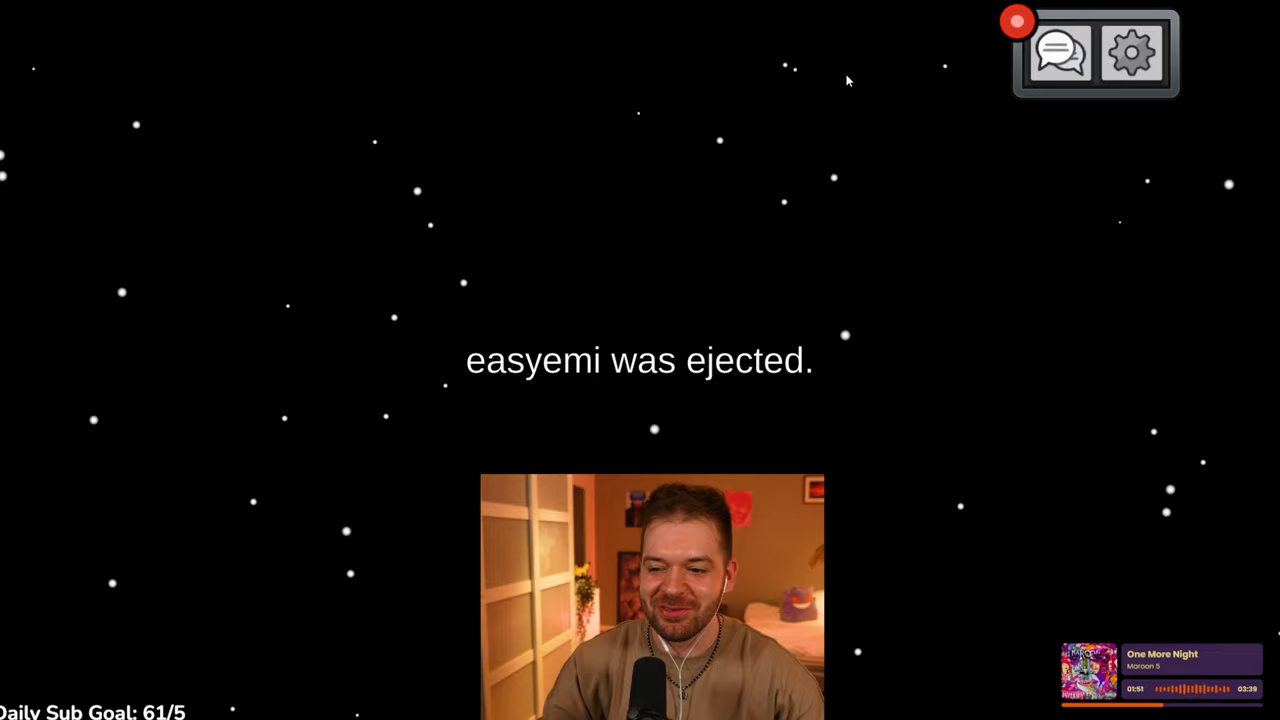 easyemi was ejected.
One More Night
Maroon 5
01:51
03:39
Daily Sub Goal: 61/5